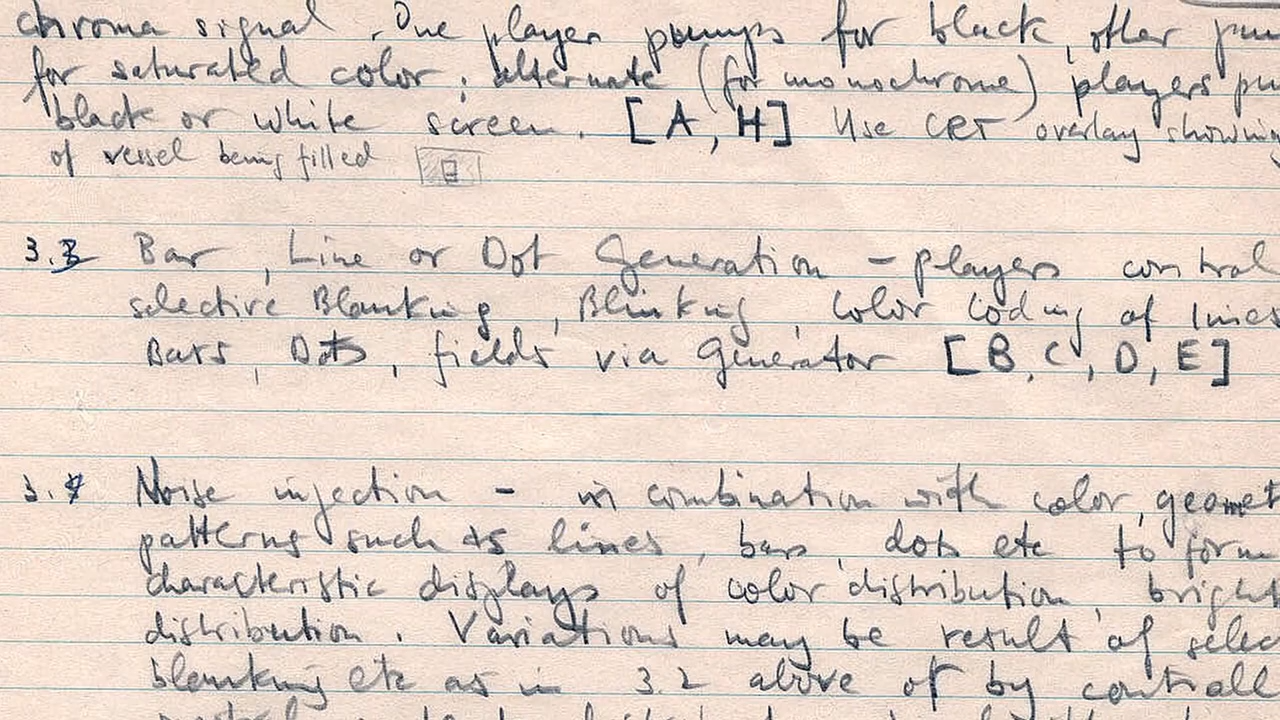 chroma signal. One player pumps for black, other pum
for saturated color; alternate (for monochrome) players pu
black or white screen. [A, H] Use CRT overlay showing
of vessel being filled
3.3 Bar, Line or Dot Generation - players control
selective Blanking, Blinking, Color Coding of lines
Bars, Dots, fields via Generator [B, C, D, E]
3.4 Noise injection - in combination with color, geomet
patterns such as lines, bars, dots etc to form
characteristic displays of color distribution, bright
distribution. Variations may be result of selec
blanking etc as in 3.2 above of by controll